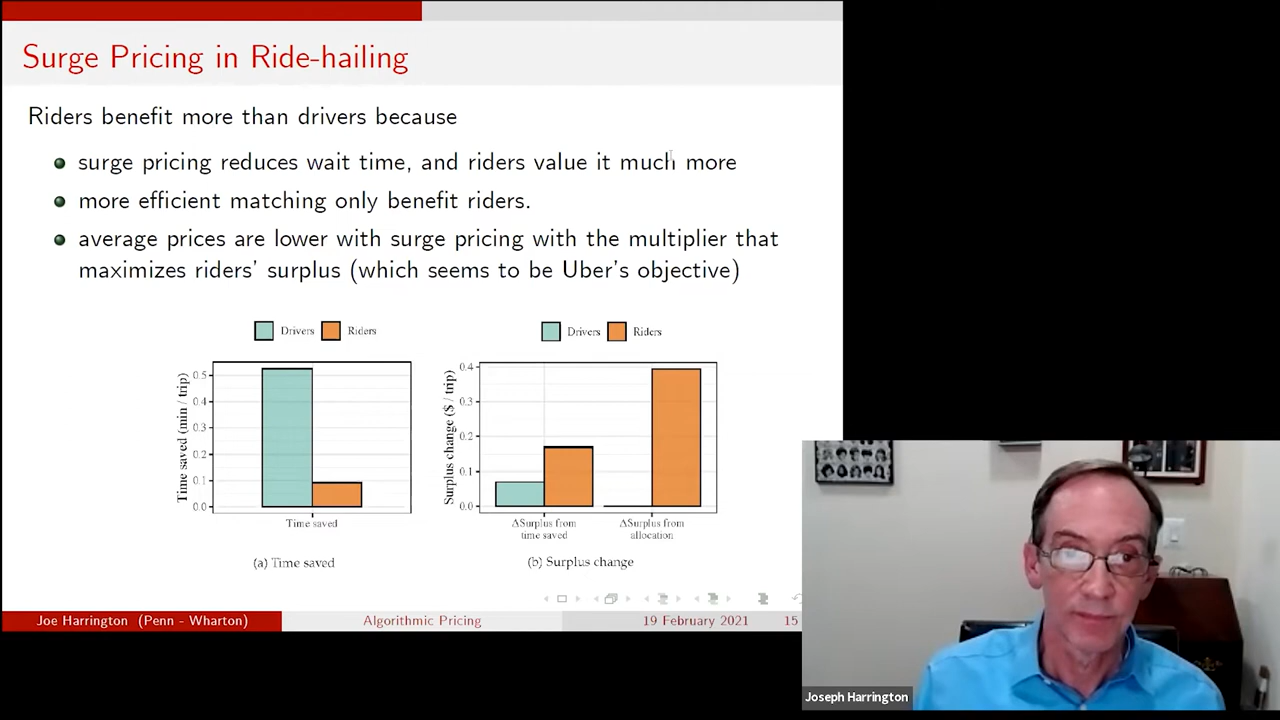 Surge Pricing in Ride-hailing
Riders benefit more than drivers because
surge pricing reduces wait time, and riders value it much more
more efficient matching only benefit riders.
average prices are lower with surge pricing with the multiplier that
maximizes riders' surplus (which seems to be Uber's objective)
Drivers Riders
Time saved (min / trip)
0.5
0.4
0.3
0.2
0.1
0.0
Time saved
(a) Time saved
Drivers Riders
Surplus change ($ / trip)
0.4
0.3
0.2
0.1
0.0
ΔSurplus from
time saved
ΔSurplus from
allocation
(b) Surplus change
Joe Harrington (Penn - Wharton) Algorithmic Pricing 19 February 2021 15
Joseph Harrington